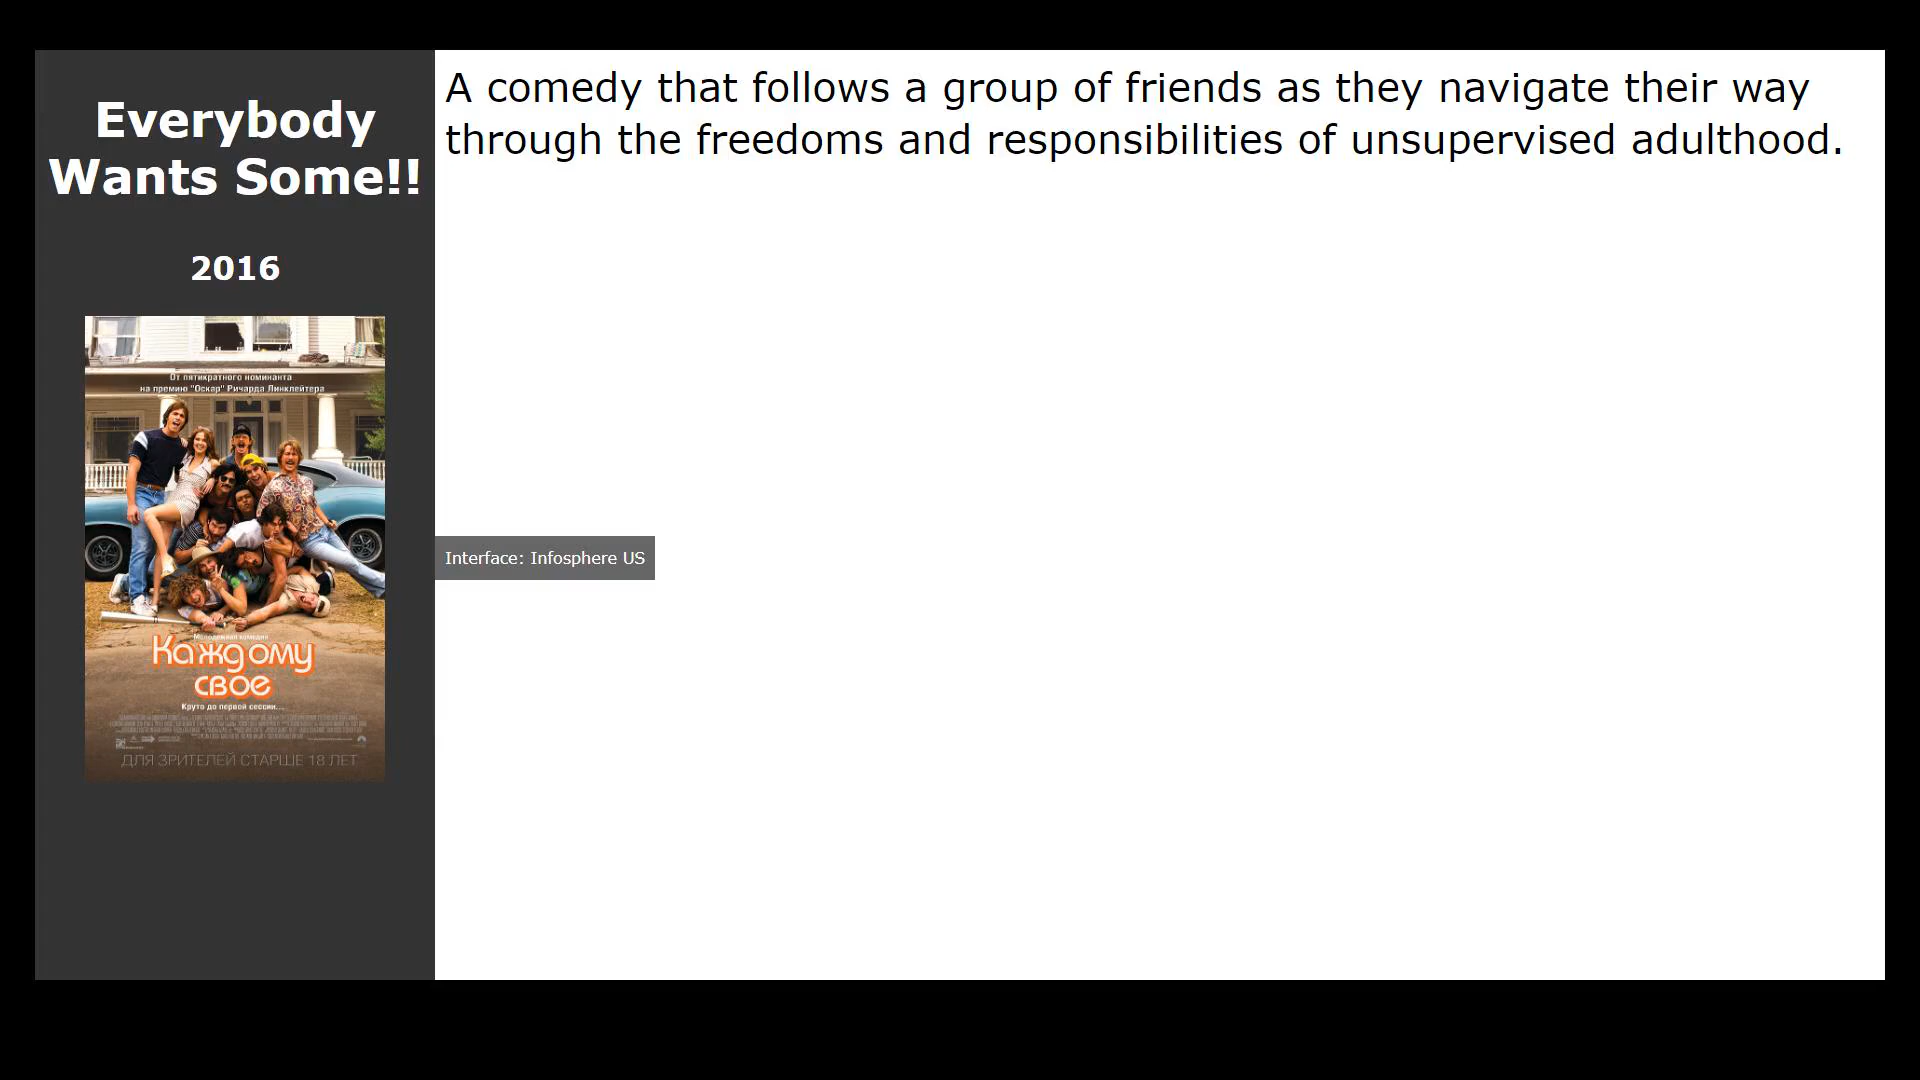 Everybody
Wants Some!!
2016
От пятикратного номинанта
на премию "Оскар" Ричарда Линклейтера
Молодежная комедия
Каждому
свое
Круто до первой сессии...
ДЛЯ ЗРИТЕЛЕЙ СТАРШЕ 18 ЛЕТ
A comedy that follows a group of friends as they navigate their way
through the freedoms and responsibilities of unsupervised adulthood.
Interface: Infosphere US